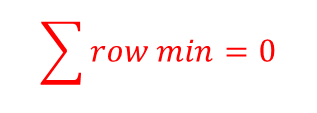 ∑ row min = 0